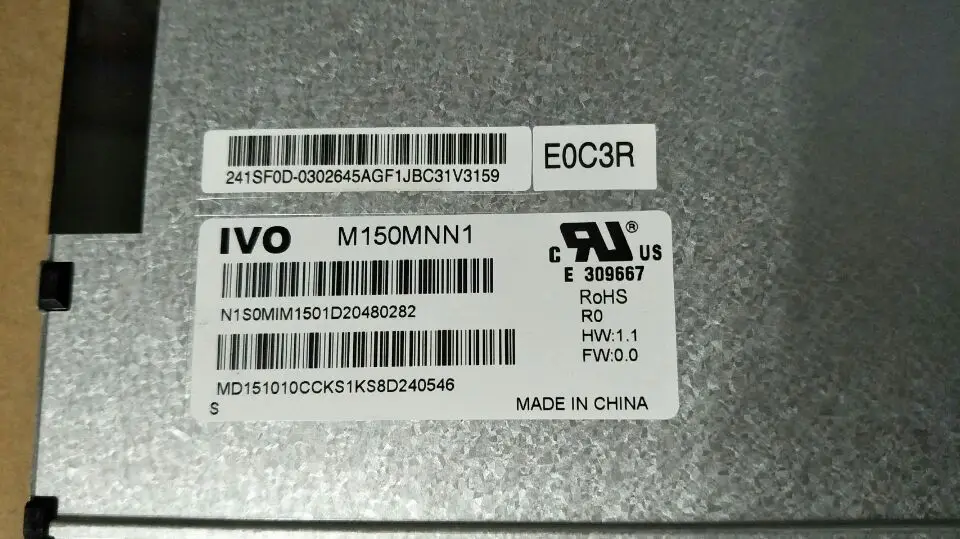 241SF0D-0302645AGF1JBC31V3159
E0C3R
IVO M150MNN1
C RU ® US
E 309667
N1S0MIM1501D20480282
RoHS
R0
HW:1.1
FW:0.0
MD151010CCKS1KS8D240546
S
MADE IN CHINA